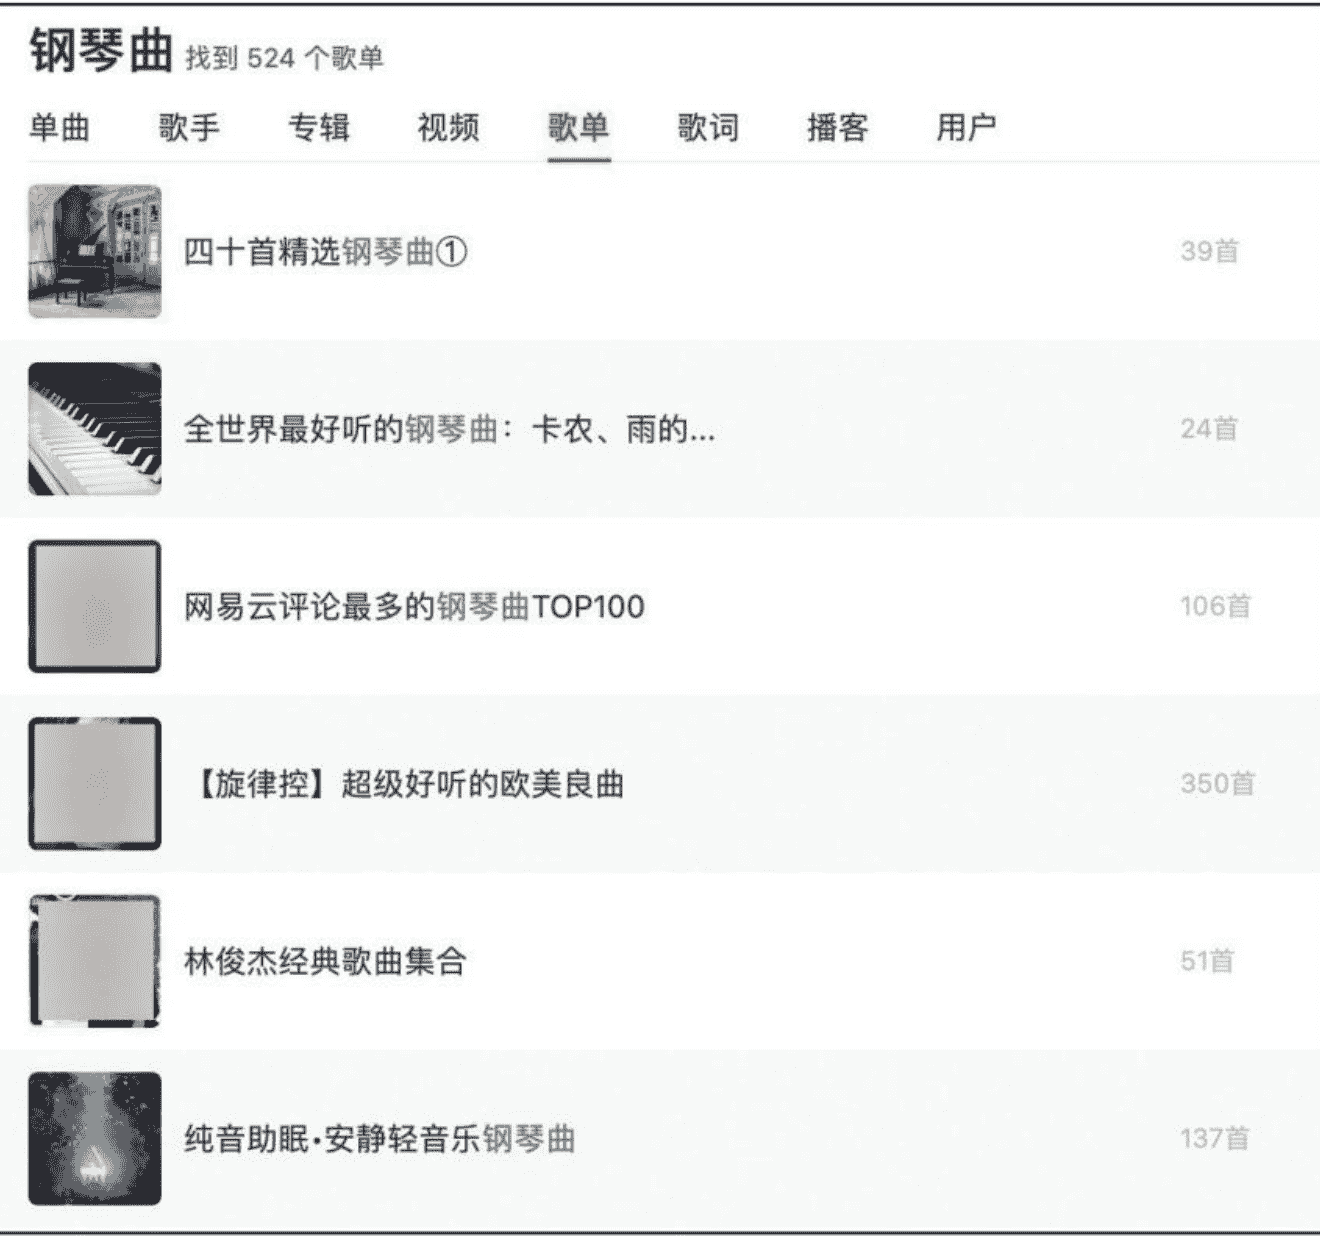 钢琴曲 找到 524 个歌单
单曲 歌手 专辑 视频 歌单 歌词 播客 用户
四十首精选钢琴曲① 39首
全世界最好听的钢琴曲：卡农、雨的... 24首
网易云评论最多的钢琴曲TOP100 106首
【旋律控】超级好听的欧美良曲 350首
林俊杰经典歌曲集合 51首
纯音助眠·安静轻音乐钢琴曲 137首